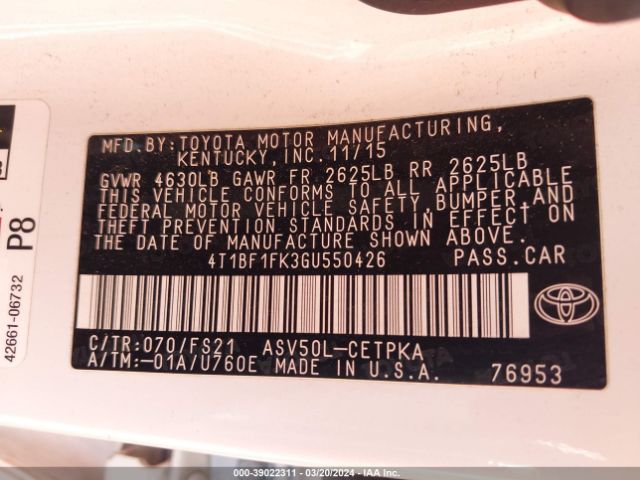 MFD.BY:TOYOTA MOTOR MANUFACTURING,
KENTUCKY,INC.11/15
GVWR 4630LB GAWR FR 2625LB RR 2625LB
THIS VEHICLE CONFORMS TO ALL APPLICABLE
FEDERAL MOTOR VEHICLE SAFETY, BUMPER,AND
THEFT PREVENTION STANDARDS IN EFFECT ON
THE DATE OF MANUFACTURE SHOWN ABOVE.
4T1BF1FK3GU550426 PASS.CAR
C/TR:070/FS21 ASV50L-CETPKA
A/TM:-01A/U760E MADE IN U.S.A. 76953
P8
42661-06732
000-39022311 - 03/20/2024 - IAAI.COM